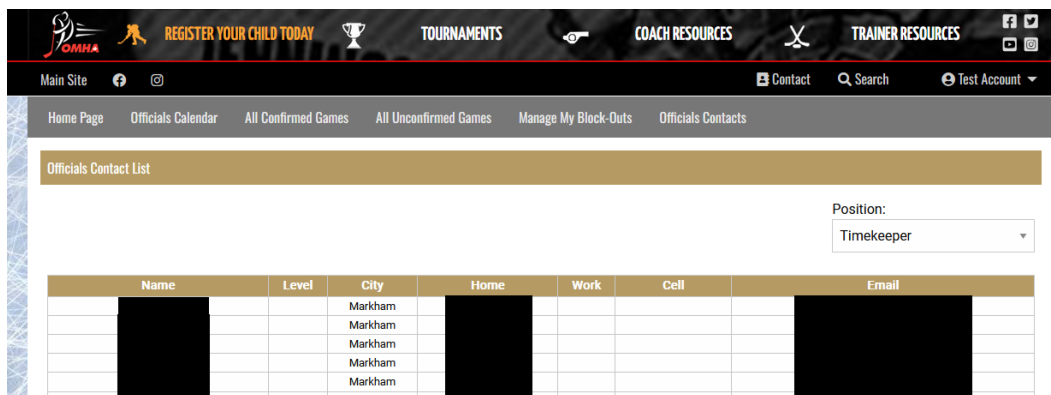 OMHA REGISTER YOUR CHILD TODAY TOURNAMENTS COACH RESOURCES TRAINER RESOURCES
Main Site Contact Search Test Account
Home Page Officials Calendar All Confirmed Games All Unconfirmed Games Manage My Block-Outs Officials Contacts
Officials Contact List
Position:
Timekeeper
Name Level City Home Work Cell Email
Markham
Markham
Markham
Markham
Markham